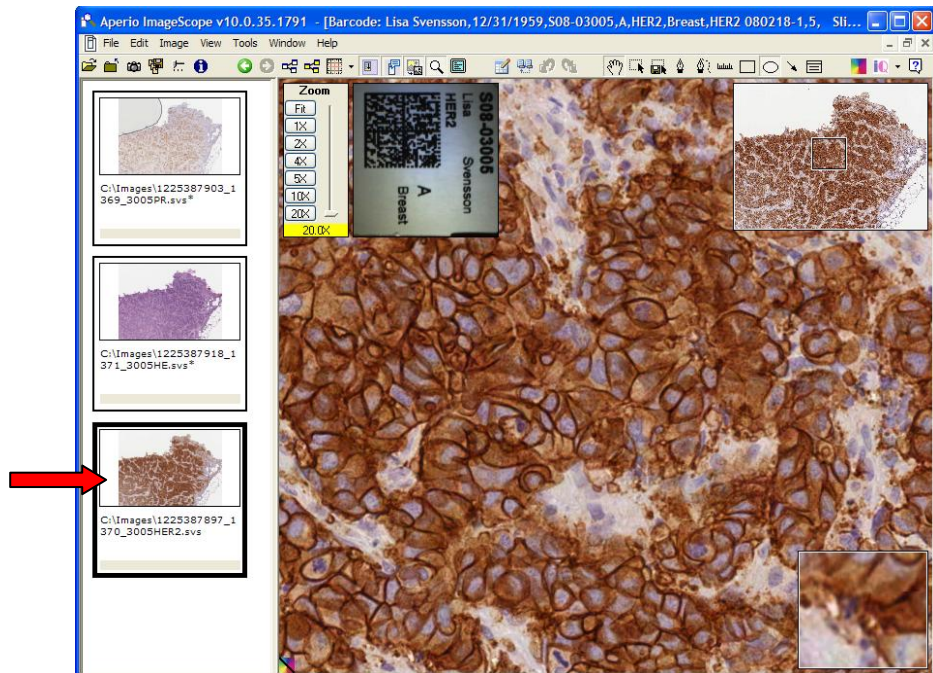 Aperio ImageScope v10.0.35.1791 - [Barcode: Lisa Svensson,12/31/1959,S08-03005,A,HER2,Breast,HER2 080218-1,5, Sli...
File Edit Image View Tools Window Help
iQ
Zoom
Fit
1X
2X
4X
5X
10X
20X
20.0X
S08-03005
Lisa Svensson
HER2
A
Breast
C:\Images\1225387903_1
369_3005PR.svs*
C:\Images\1225387918_1
371_3005HE.svs*
C:\Images\1225387897_1
370_3005HER2.svs